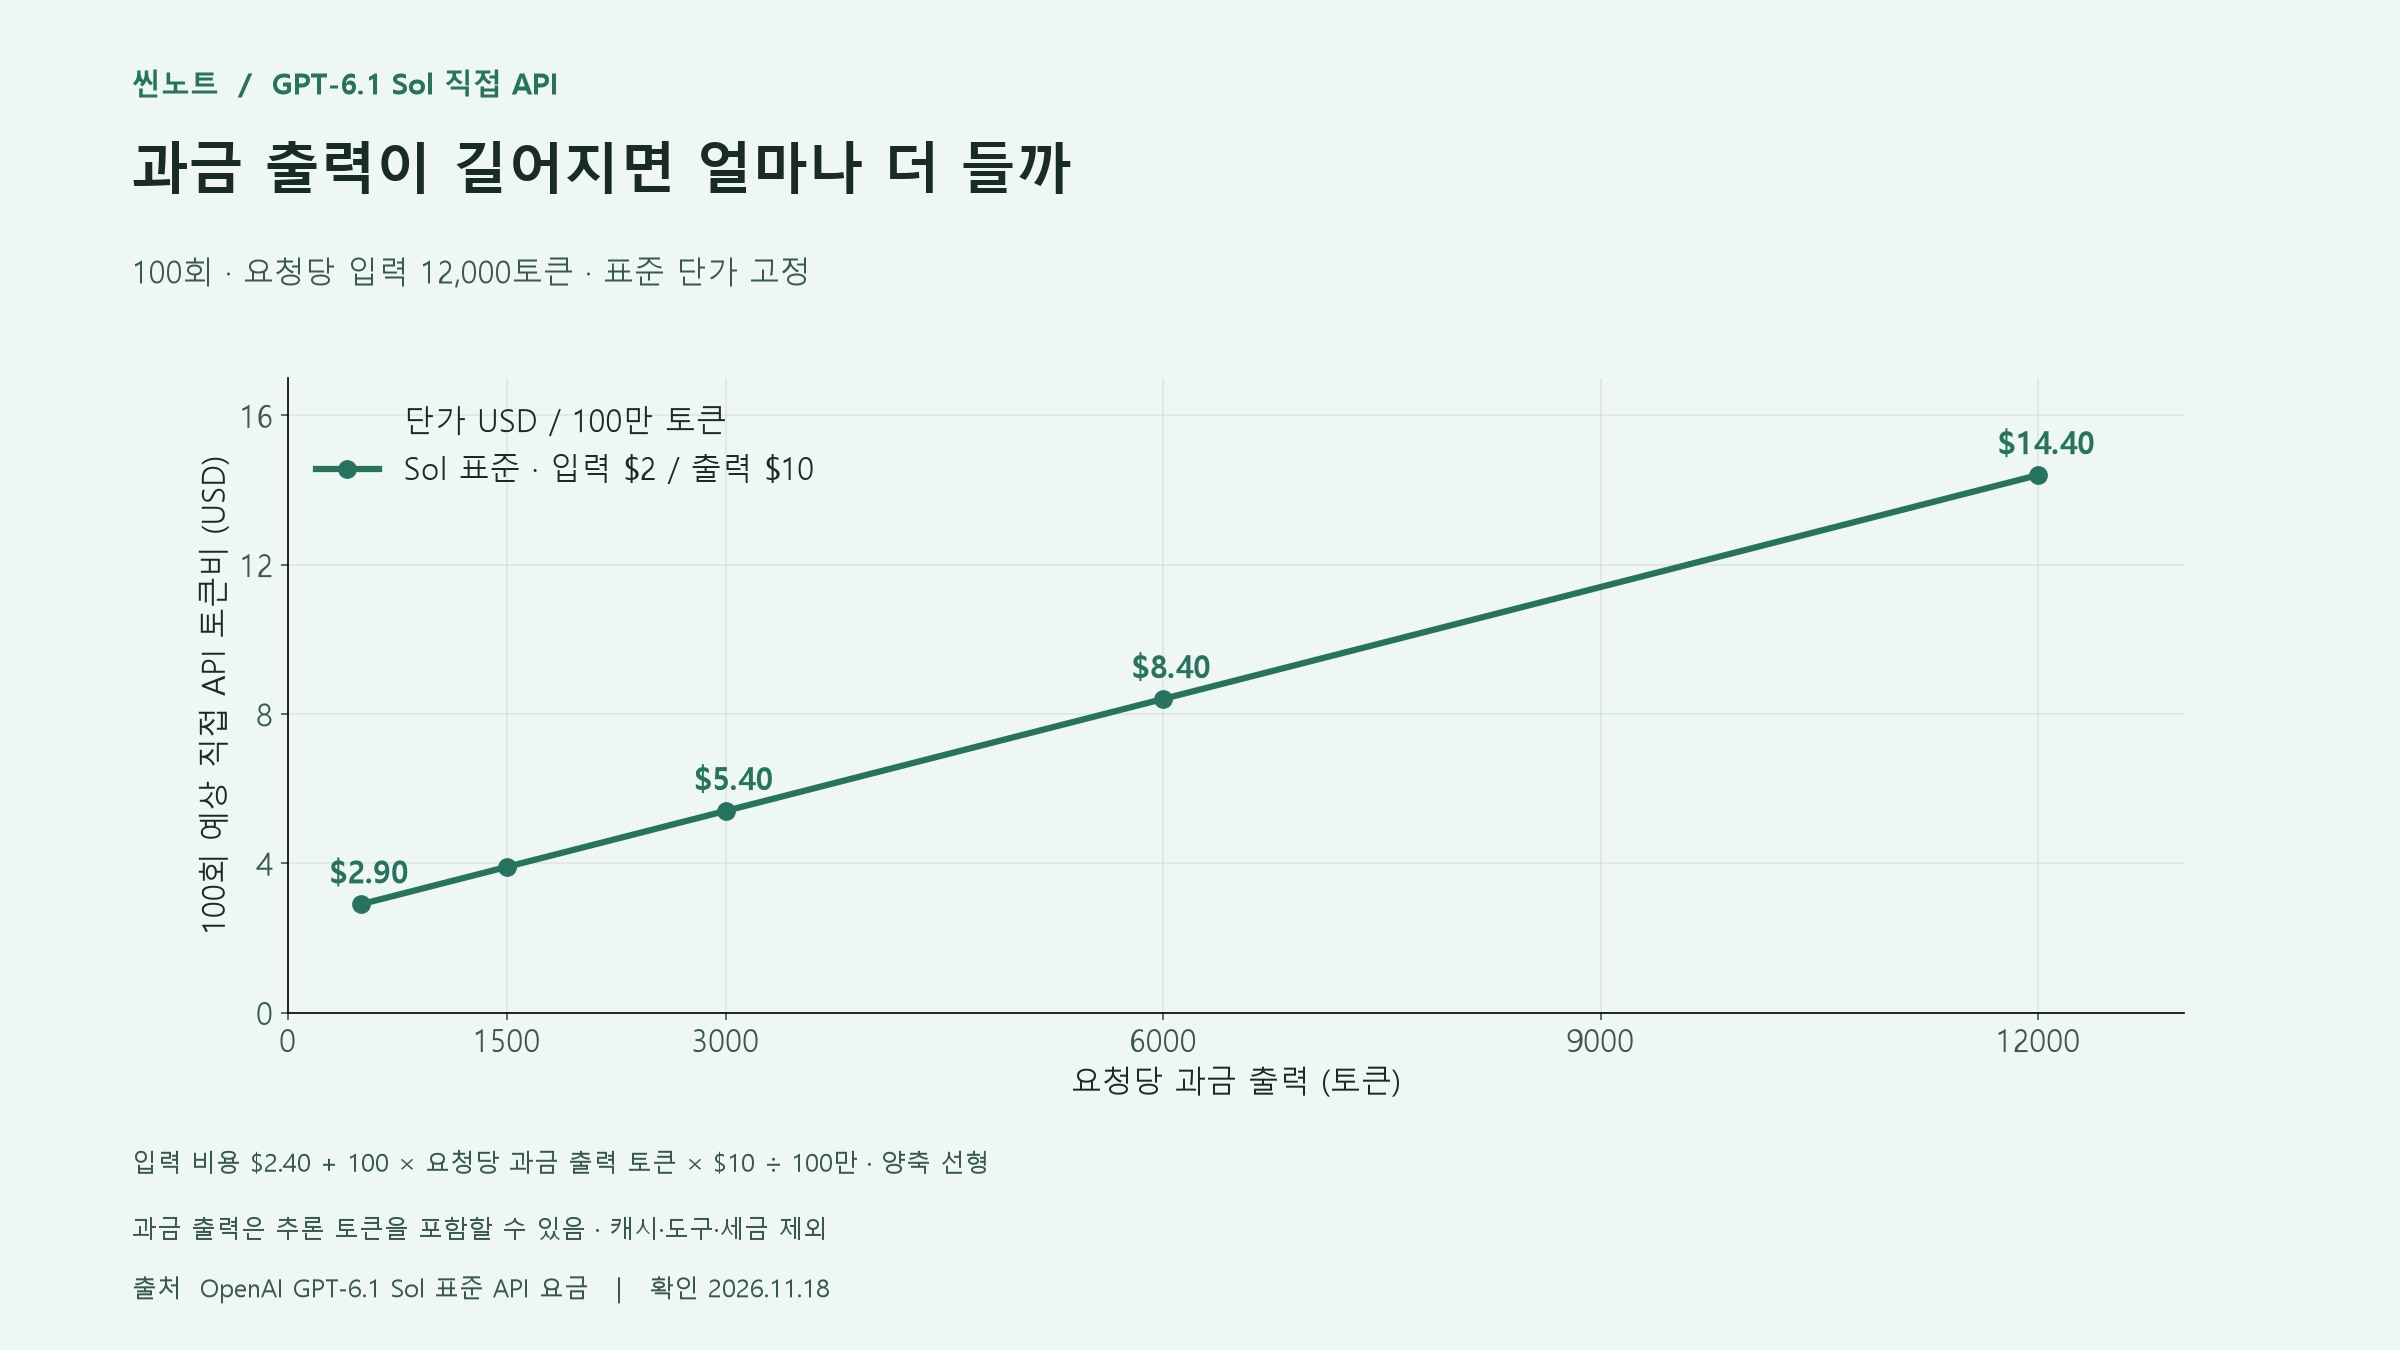 씬노트 / GPT-6.1 Sol 직접 API
과금 출력이 길어지면 얼마나 더 들까
100회 · 요청당 입력 12,000토큰 · 표준 단가 고정
단가 USD / 100만 토큰
Sol 표준 · 입력 $2 / 출력 $10
100회 예상 직접 API 토큰비 (USD)
16
12
8
4
0
$2.90
$5.40
$8.40
$14.40
0 1500 3000 6000 9000 12000
요청당 과금 출력 (토큰)
입력 비용 $2.40 + 100 × 요청당 과금 출력 토큰 × $10 ÷ 100만 · 양축 선형
과금 출력은 추론 토큰을 포함할 수 있음 · 캐시·도구·세금 제외
출처 OpenAI GPT-6.1 Sol 표준 API 요금 | 확인 2026.11.18